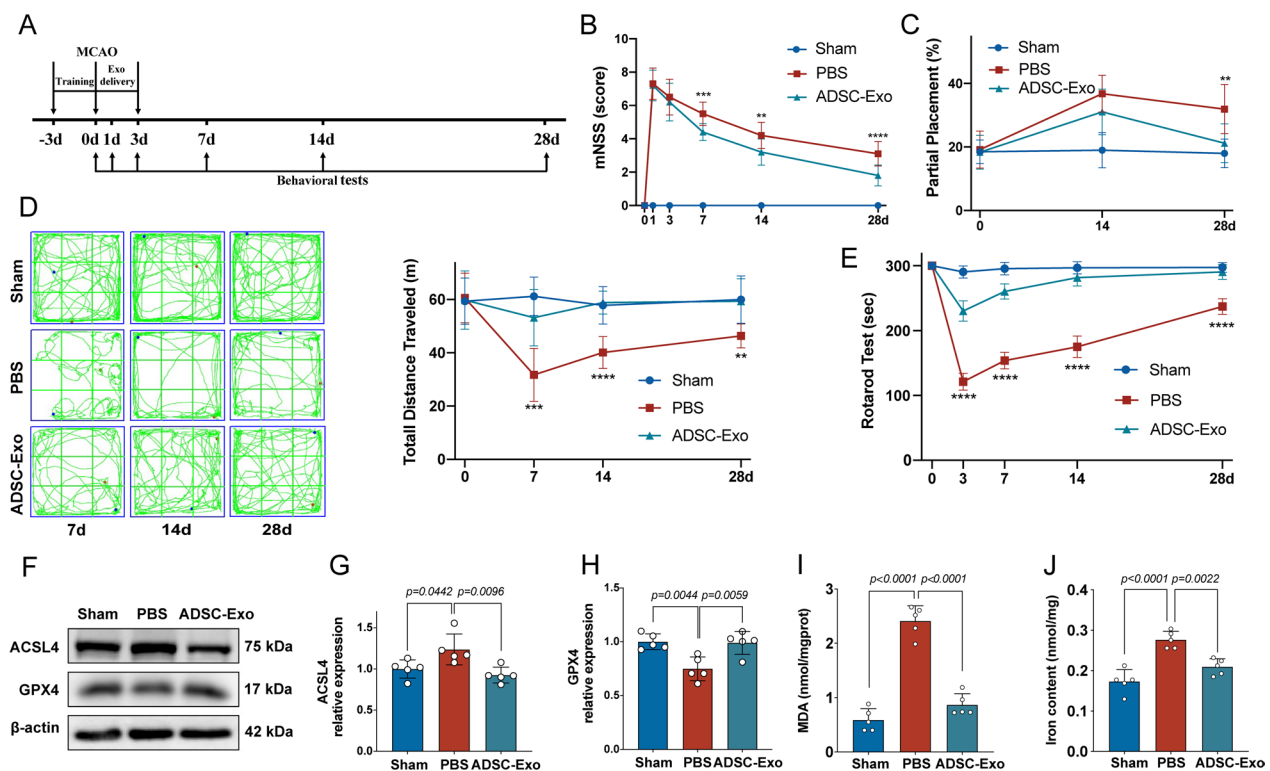 A
MCAO
Training
Exo
delivery
-3d 0d 1d 3d 7d 14d 28d
Behavioral tests
B
mNSS (score)
10
8
6
4
2
0
Sham
PBS
ADSC-Exo
***
**
****
0 1 3 7 14 28d
C
Partial Placement (%)
40
20
0
Sham
PBS
ADSC-Exo
**
0 14 28d
D
Sham
PBS
ADSC-Exo
7d 14d 28d
Totall Distance Traveled (m)
60
40
20
0
***
****
**
Sham
PBS
ADSC-Exo
0 7 14 28d
E
Rotarod Test (sec)
300
200
100
0
****
****
****
****
Sham
PBS
ADSC-Exo
0 3 7 14 28d
F
Sham PBS ADSC-Exo
ACSL4 75 kDa
GPX4 17 kDa
β-actin 42 kDa
G
ACSL4
relative expression
p=0.0442 p=0.0096
1.5
1.0
0.5
0.0
Sham PBS ADSC-Exo
H
GPX4
relative expression
p=0.0044 p=0.0059
1.5
1.0
0.5
0.0
Sham PBS ADSC-Exo
I
MDA (nmol/mgprot)
p<0.0001 p<0.0001
3
2
1
0
Sham PBS ADSC-Exo
J
Iron content (nmol/mg)
p<0.0001 p=0.0022
0.4
0.3
0.2
0.1
0.0
Sham PBS ADSC-Exo